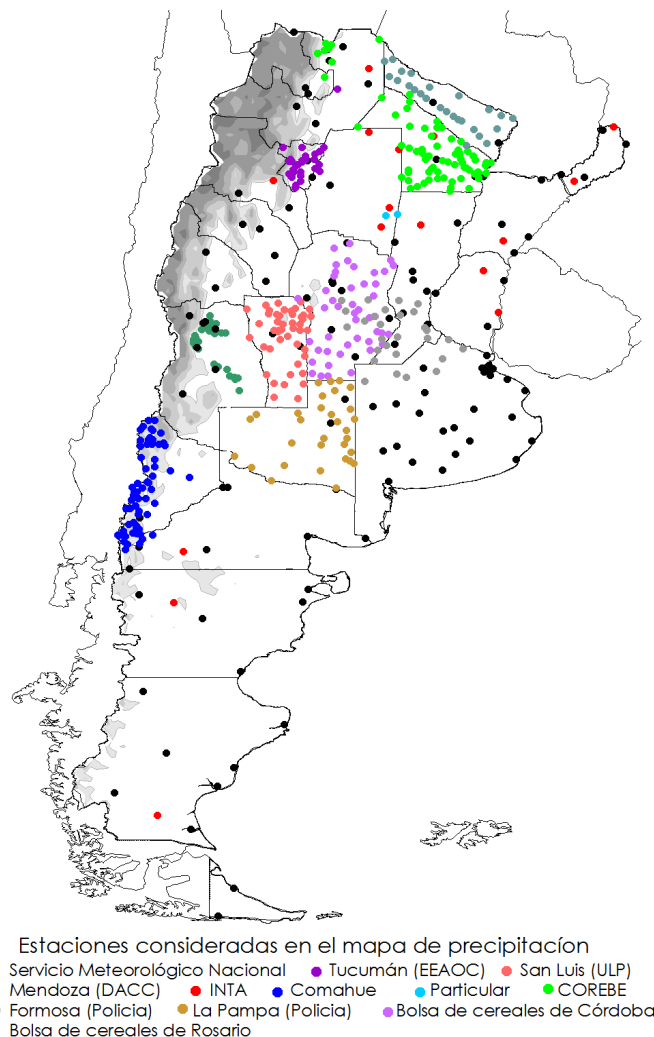 Estaciones consideradas en el mapa de precipitacíon
Servicio Meteorológico Nacional Tucumán (EEAOC) San Luis (ULP)
Mendoza (DACC) INTA Comahue Particular COREBE
Formosa (Policia) La Pampa (Policia) Bolsa de cereales de Córdoba
Bolsa de cereales de Rosario